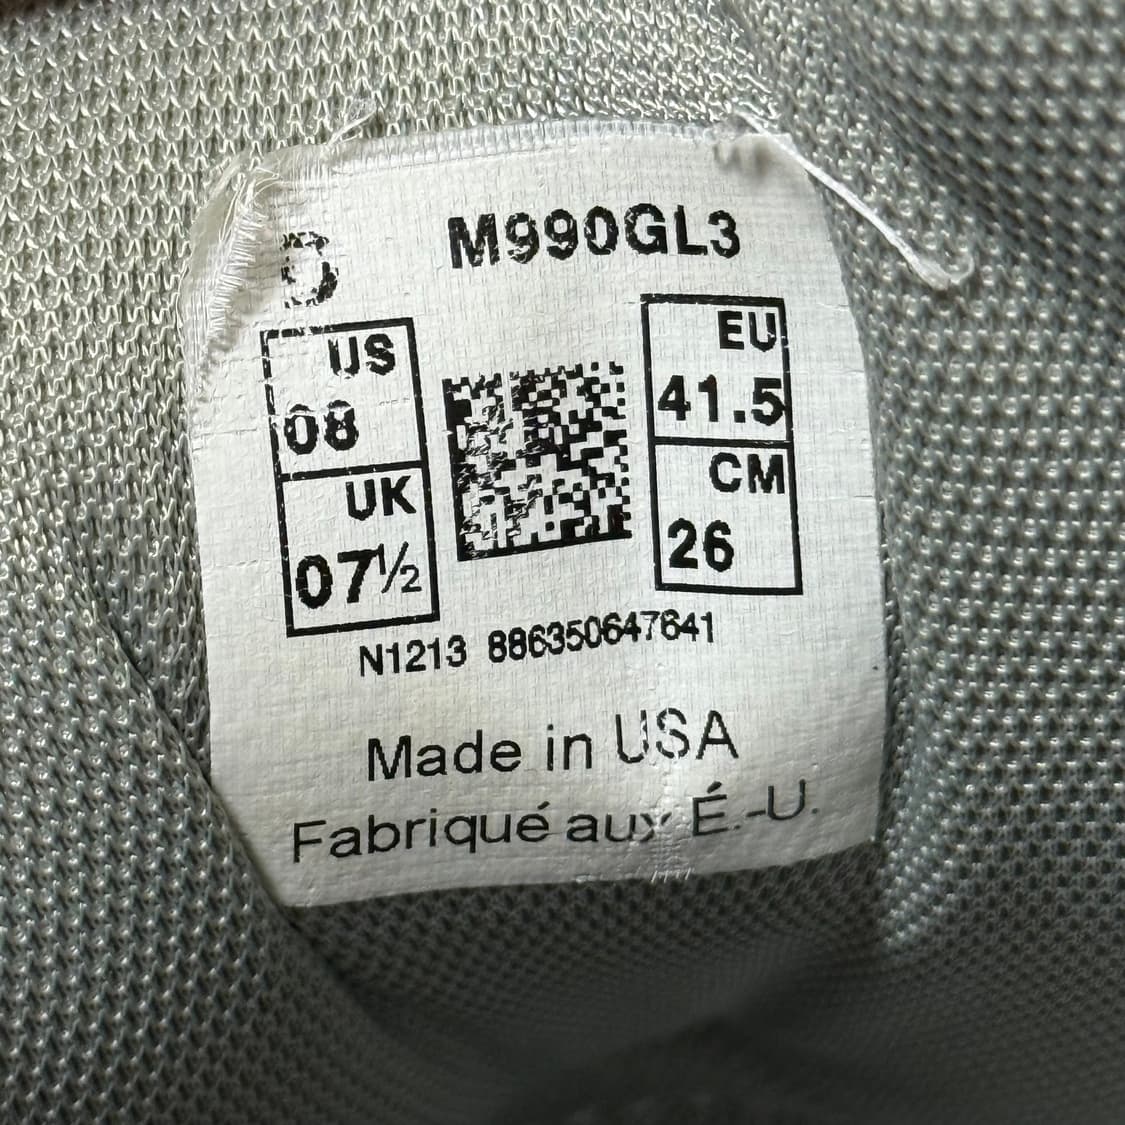 D M990GL3
US EU
08 41.5
UK CM
07½ 26
N1213 886350647641
Made in USA
Fabriqué aux É.-U.